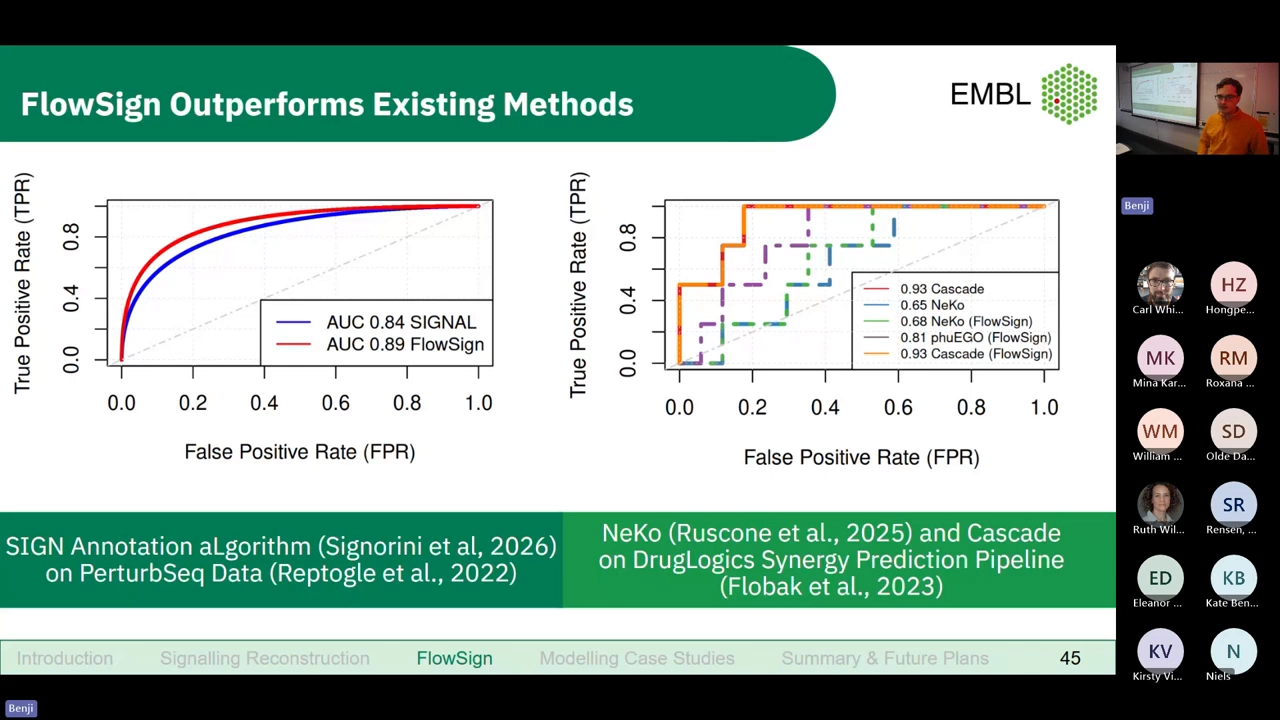 FlowSign Outperforms Existing Methods
EMBL
True Positive Rate (TPR)
0.0 0.4 0.8
0.0 0.2 0.4 0.6 0.8 1.0
False Positive Rate (FPR)
AUC 0.84 SIGNAL
AUC 0.89 FlowSign
True Positive Rate (TPR)
0.0 0.4 0.8
0.0 0.2 0.4 0.6 0.8 1.0
False Positive Rate (FPR)
0.93 Cascade
0.65 NeKo
0.68 NeKo (FlowSign)
0.81 phuEGO (FlowSign)
0.93 Cascade (FlowSign)
SIGN Annotation aLgorithm (Signorini et al, 2026)
on PerturbSeq Data (Reptogle et al., 2022)
NeKo (Ruscone et al., 2025) and Cascade
on DrugLogics Synergy Prediction Pipeline
(Flobak et al., 2023)
Introduction Signalling Reconstruction FlowSign Modelling Case Studies Summary & Future Plans 45
Benji
Benji
Carl Whi...
HZ
Hongpe...
MK
Mina Kar...
RM
Roxana ...
WM
William ...
SD
Olde Da...
Ruth Wil...
SR
Rensen, ...
ED
Eleanor ...
KB
Kate Ben...
KV
Kirsty Vi...
N
Niels